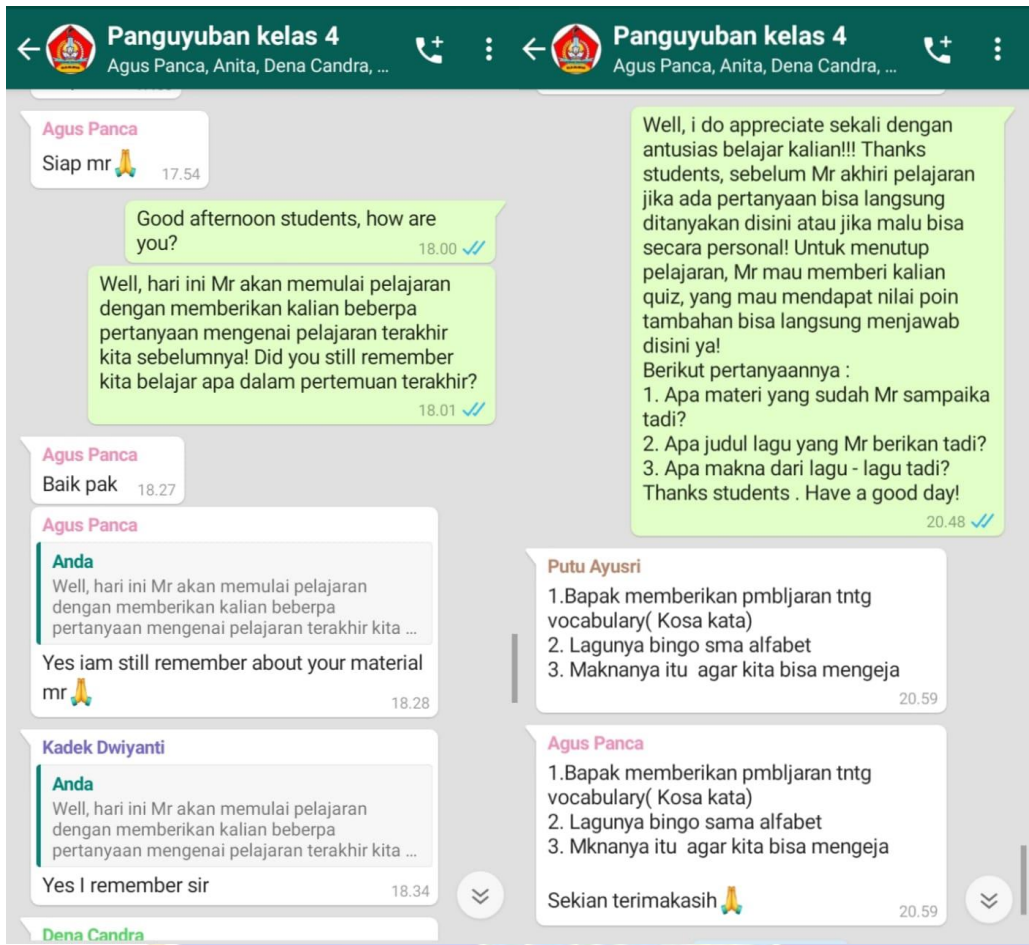 Panguyuban kelas 4
Agus Panca, Anita, Dena Candra, ...
Agus Panca
Siap mr🙏
17.54
Good afternoon students, how are
you?
18.00
Well, hari ini Mr akan memulai pelajaran
dengan memberikan kalian beberpa
pertanyaan mengenai pelajaran terakhir
kita sebelumnya! Did you still remember
kita belajar apa dalam pertemuan terakhir?
18.01
Agus Panca
Baik pak
18.27
Agus Panca
Anda
Well, hari ini Mr akan memulai pelajaran
dengan memberikan kalian beberpa
pertanyaan mengenai pelajaran terakhir kita ...
Yes iam still remember about your material
mr🙏
18.28
Kadek Dwiyanti
Anda
Well, hari ini Mr akan memulai pelajaran
dengan memberikan kalian beberpa
pertanyaan mengenai pelajaran terakhir kita ...
Yes I remember sir
18.34
Dena Candra
Panguyuban kelas 4
Agus Panca, Anita, Dena Candra, ...
Well, i do appreciate sekali dengan
antusias belajar kalian!!! Thanks
students, sebelum Mr akhiri pelajaran
jika ada pertanyaan bisa langsung
ditanyakan disini atau jika malu bisa
secara personal! Untuk menutup
pelajaran, Mr mau memberi kalian
quiz, yang mau mendapat nilai poin
tambahan bisa langsung menjawab
disini ya!
Berikut pertanyaannya :
1. Apa materi yang sudah Mr sampaika
tadi?
2. Apa judul lagu yang Mr berikan tadi?
3. Apa makna dari lagu - lagu tadi?
Thanks students . Have a good day!
20.48
Putu Ayusri
1.Bapak memberikan pmbljaran tntg
vocabulary( Kosa kata)
2. Lagunya bingo sma alfabet
3. Maknanya itu  agar kita bisa mengeja
20.59
Agus Panca
1.Bapak memberikan pmbljaran tntg
vocabulary( Kosa kata)
2. Lagunya bingo sama alfabet
3. Mknanya itu  agar kita bisa mengeja
Sekian terimakasih🙏
20.59